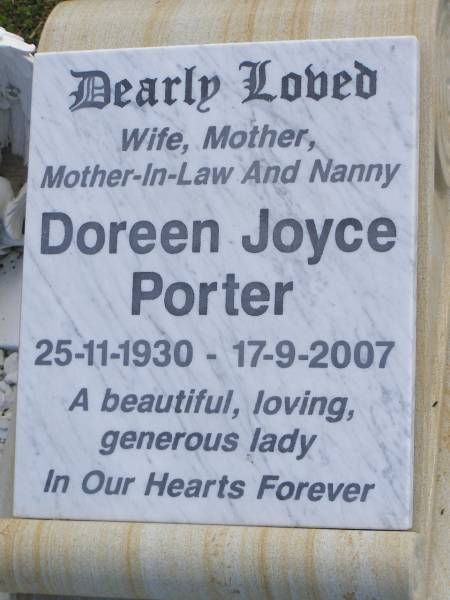 Dearly Loved
Wife, Mother,
Mother-In-Law And Nanny
Doreen Joyce
Porter
25-11-1930 - 17-9-2007
A beautiful, loving,
generous lady
In Our Hearts Forever